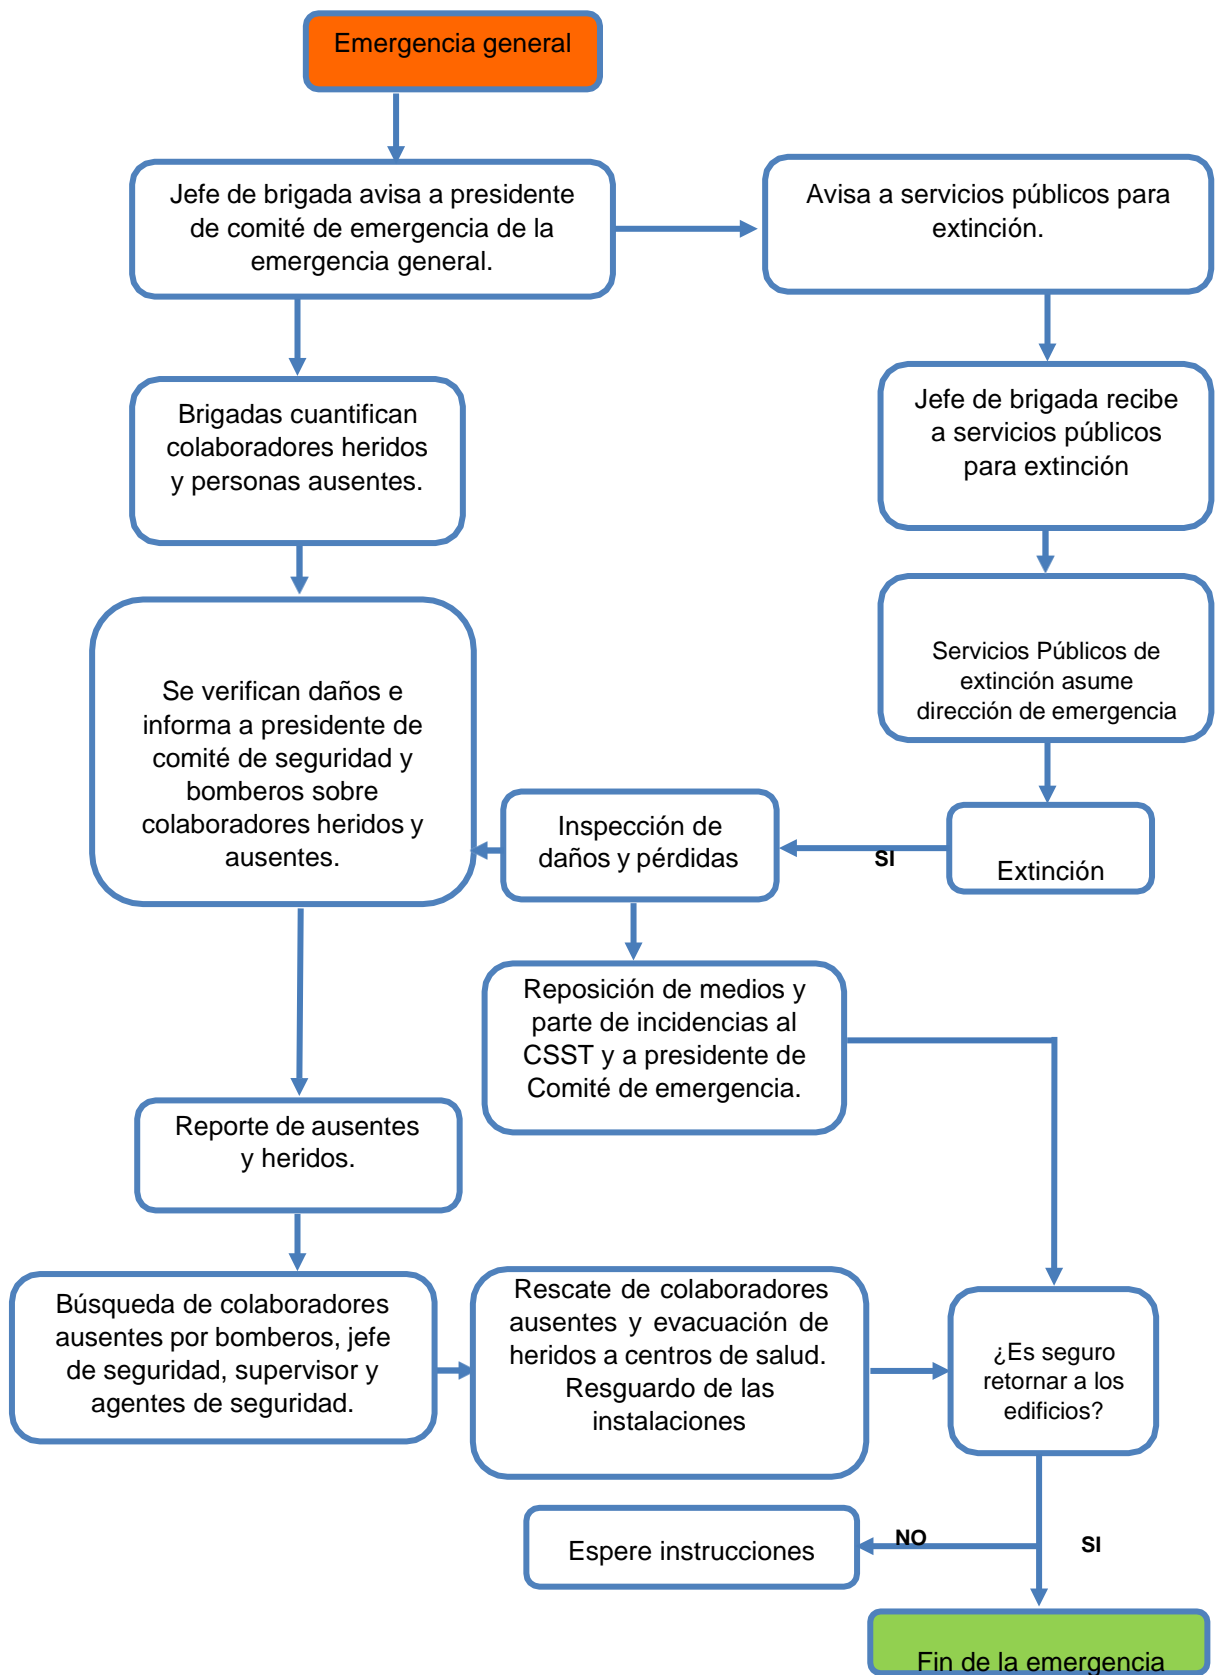 Emergencia general
Jefe de brigada avisa a presidente
de comité de emergencia de la
emergencia general.
Avisa a servicios públicos para
extinción.
Brigadas cuantifican
colaboradores heridos
y personas ausentes.
Jefe de brigada recibe
a servicios públicos
para extinción
Servicios Públicos de
extinción asume
dirección de emergencia
Se verifican daños e
informa a presidente de
comité de seguridad y
bomberos sobre
colaboradores heridos y
ausentes.
Inspección de
daños y pérdidas
SI
Extinción
Reposición de medios y
parte de incidencias al
CSST y a presidente de
Comité de emergencia.
Reporte de ausentes
y heridos.
Búsqueda de colaboradores
ausentes por bomberos, jefe
de seguridad, supervisor y
agentes de seguridad.
Rescate de colaboradores
ausentes y evacuación de
heridos a centros de salud.
Resguardo de las
instalaciones
¿Es seguro
retornar a los
edificios?
NO
SI
Espere instrucciones
Fin de la emergencia